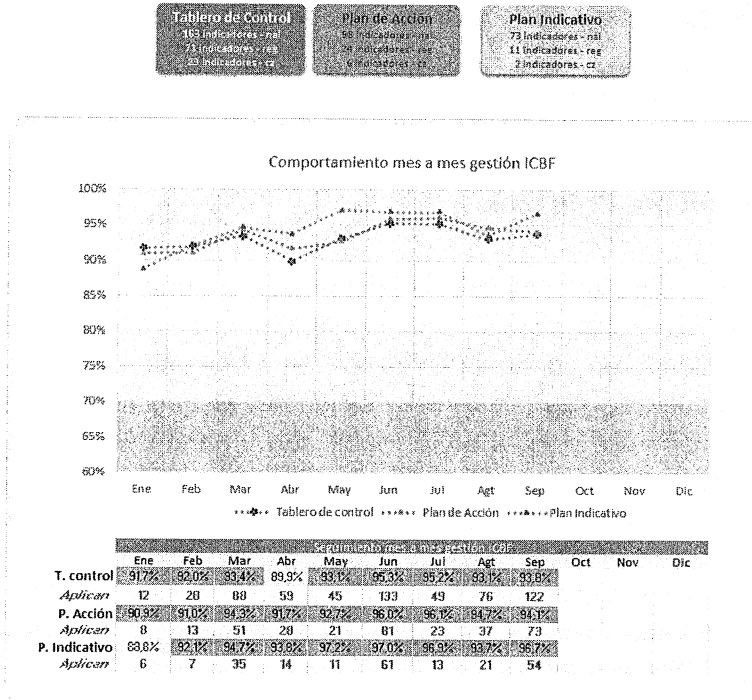 Tablero de Control
163 indicadores - nal
71 indicadores - reg
Plan de Acción
indicadores - nal
indicadores - reg
6 indicadores - cz
Plan Indicativo
73 indicadores - nal
11 indicadores - reg
2 indicadores - cz
Comportamiento mes a mes gestión ICBF
100%
95%
90%
85%
80%
75%
70%
65%
60%
Ene Feb Mar Abr May Jun Jul Agt Sep Oct Nov Dic
Tablero de control Plan de Acción Plan Indicativo
Seguimiento mes a mes gestión ICBF
Ene Feb Mar Abr May Jun Jul Agt Sep Oct Nov Dic
T. control 91,7% 92,0% 93,4% 89,9% 93,1% 95,3% 95,2% 93,1% 93,8%
Aplican 12 28 88 59 45 133 49 76 122
P. Acción 90,9% 91,0% 94,3% 91,7% 92,7% 96,0% 96,1% 94,7% 94,1%
Aplican 8 13 51 28 21 81 23 37 73
P. Indicativo 88,8% 92,1% 94,7% 93,8% 97,2% 97,0% 96,9% 93,7% 96,7%
Aplican 6 7 35 14 11 61 13 21 54